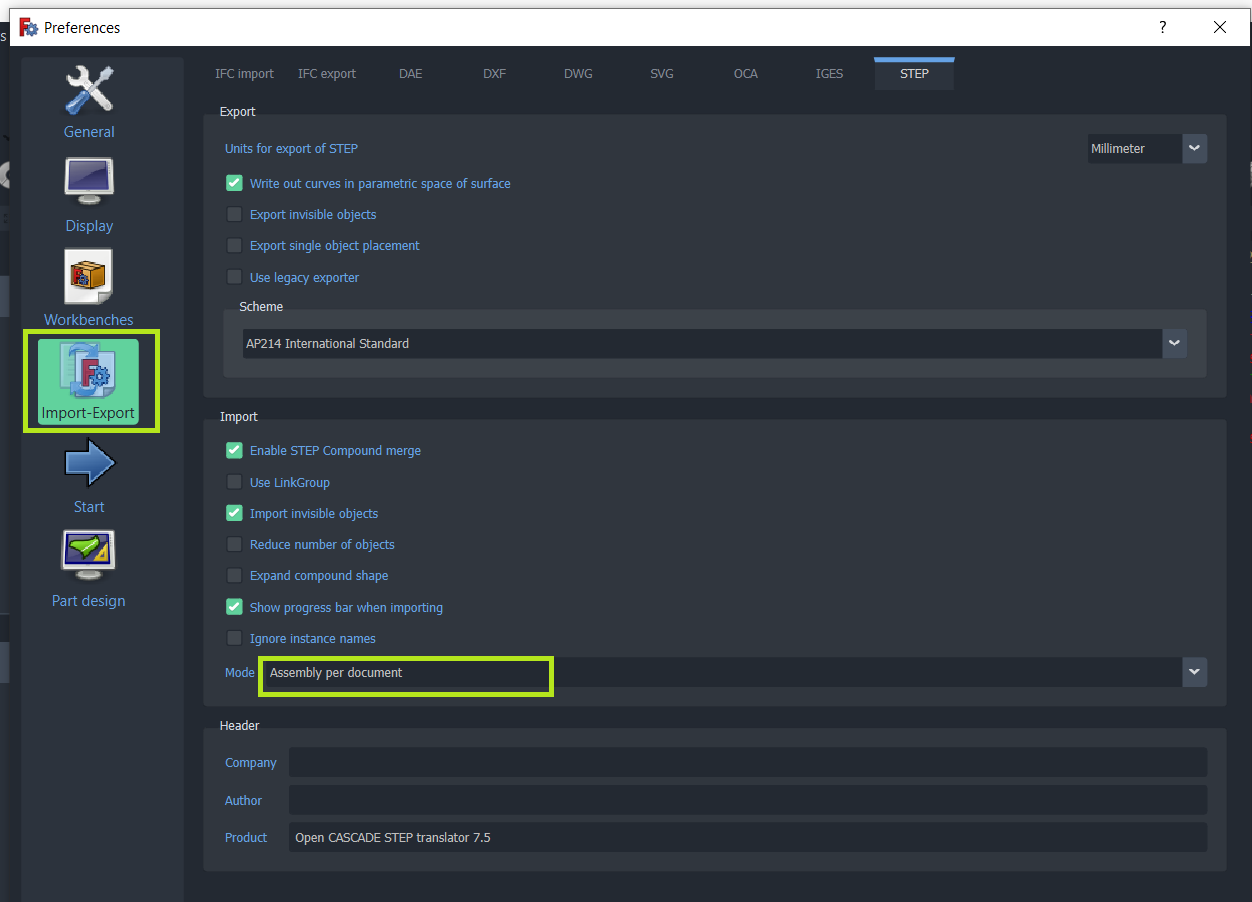 Preferences
?
IFC import IFC export DAE DXF DWG SVG OCA IGES STEP
General
Display
Workbenches
Import-Export
Start
Part design
Export
Units for export of STEP Millimeter
Write out curves in parametric space of surface
Export invisible objects
Export single object placement
Use legacy exporter
Scheme
AP214 International Standard
Import
Enable STEP Compound merge
Use LinkGroup
Import invisible objects
Reduce number of objects
Expand compound shape
Show progress bar when importing
Ignore instance names
Mode Assembly per document
Header
Company
Author
Product Open CASCADE STEP translator 7.5